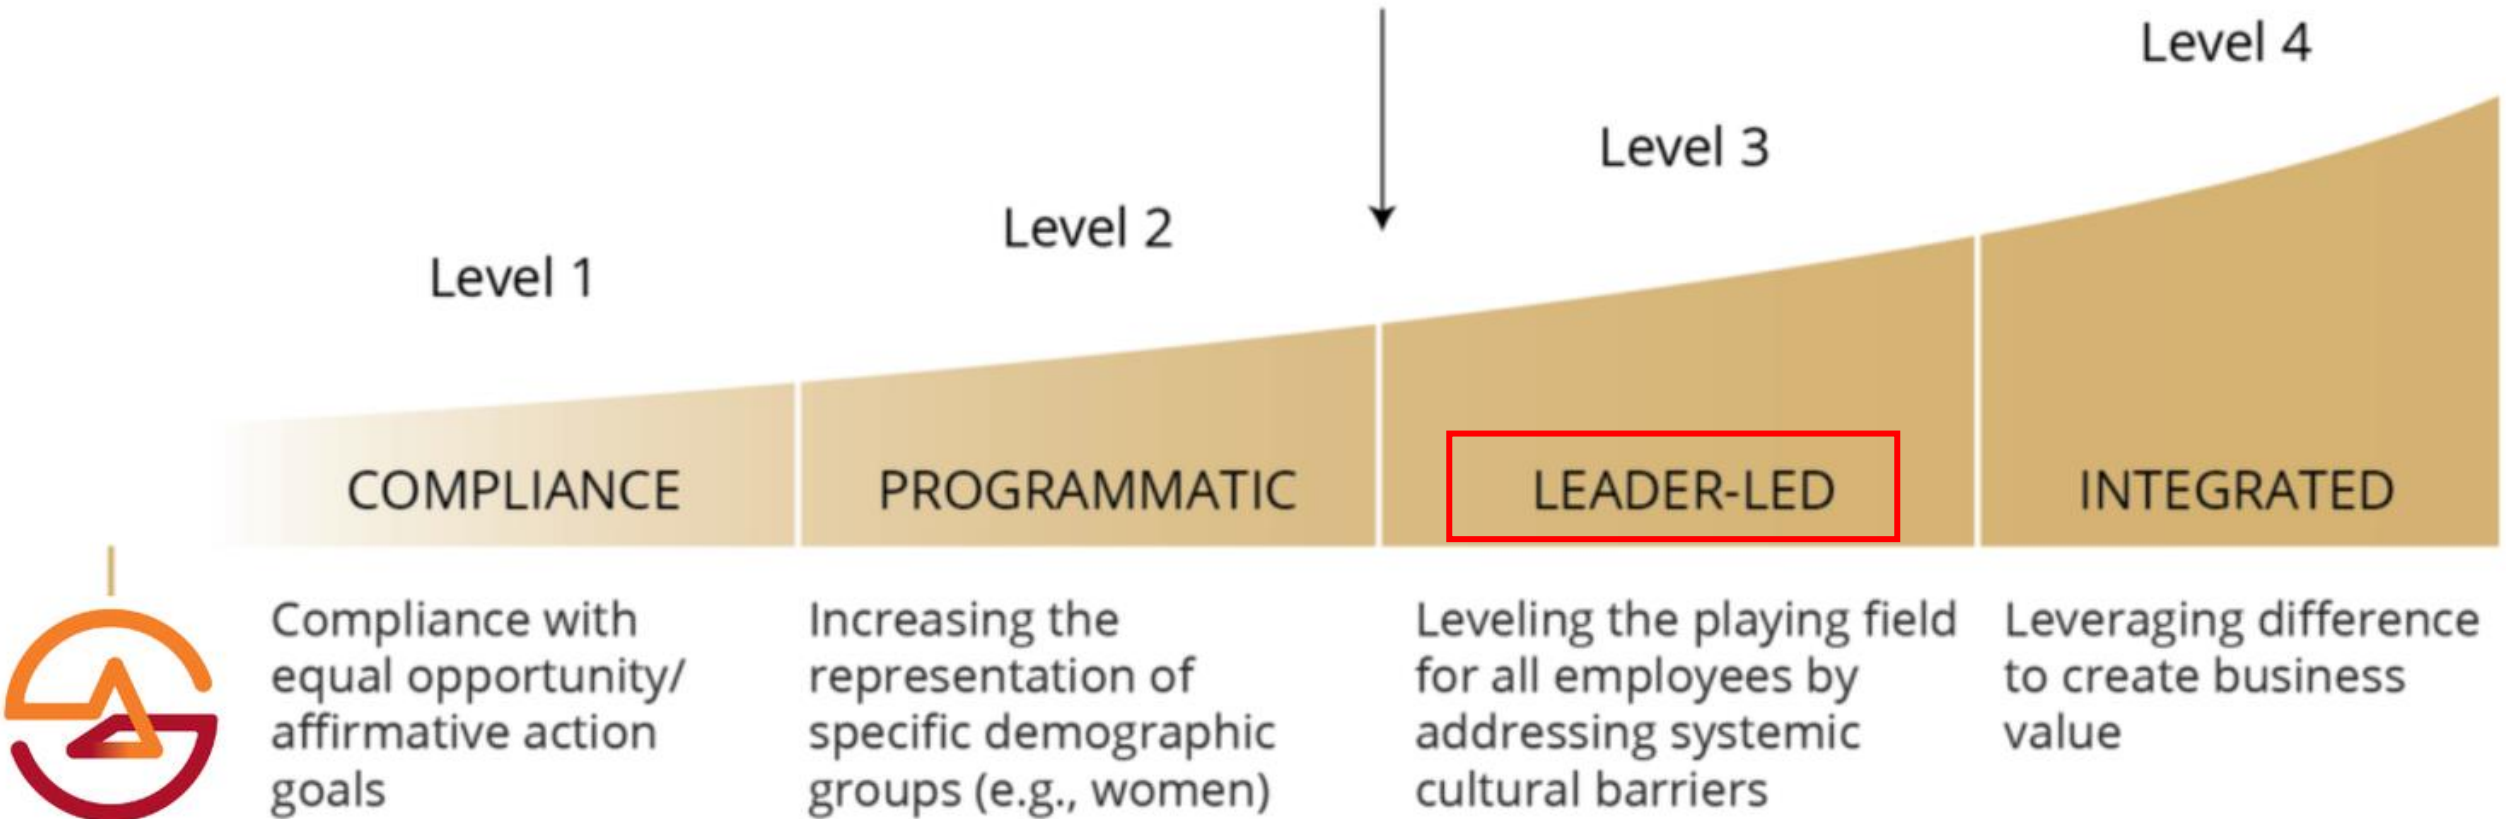 Level 1
Level 2
Level 3
Level 4
COMPLIANCE
PROGRAMMATIC
LEADER-LED
INTEGRATED
Compliance with
equal opportunity/
affirmative action
goals
Increasing the
representation of
specific demographic
groups (e.g., women)
Leveling the playing field
for all employees by
addressing systemic
cultural barriers
Leveraging difference
to create business
value